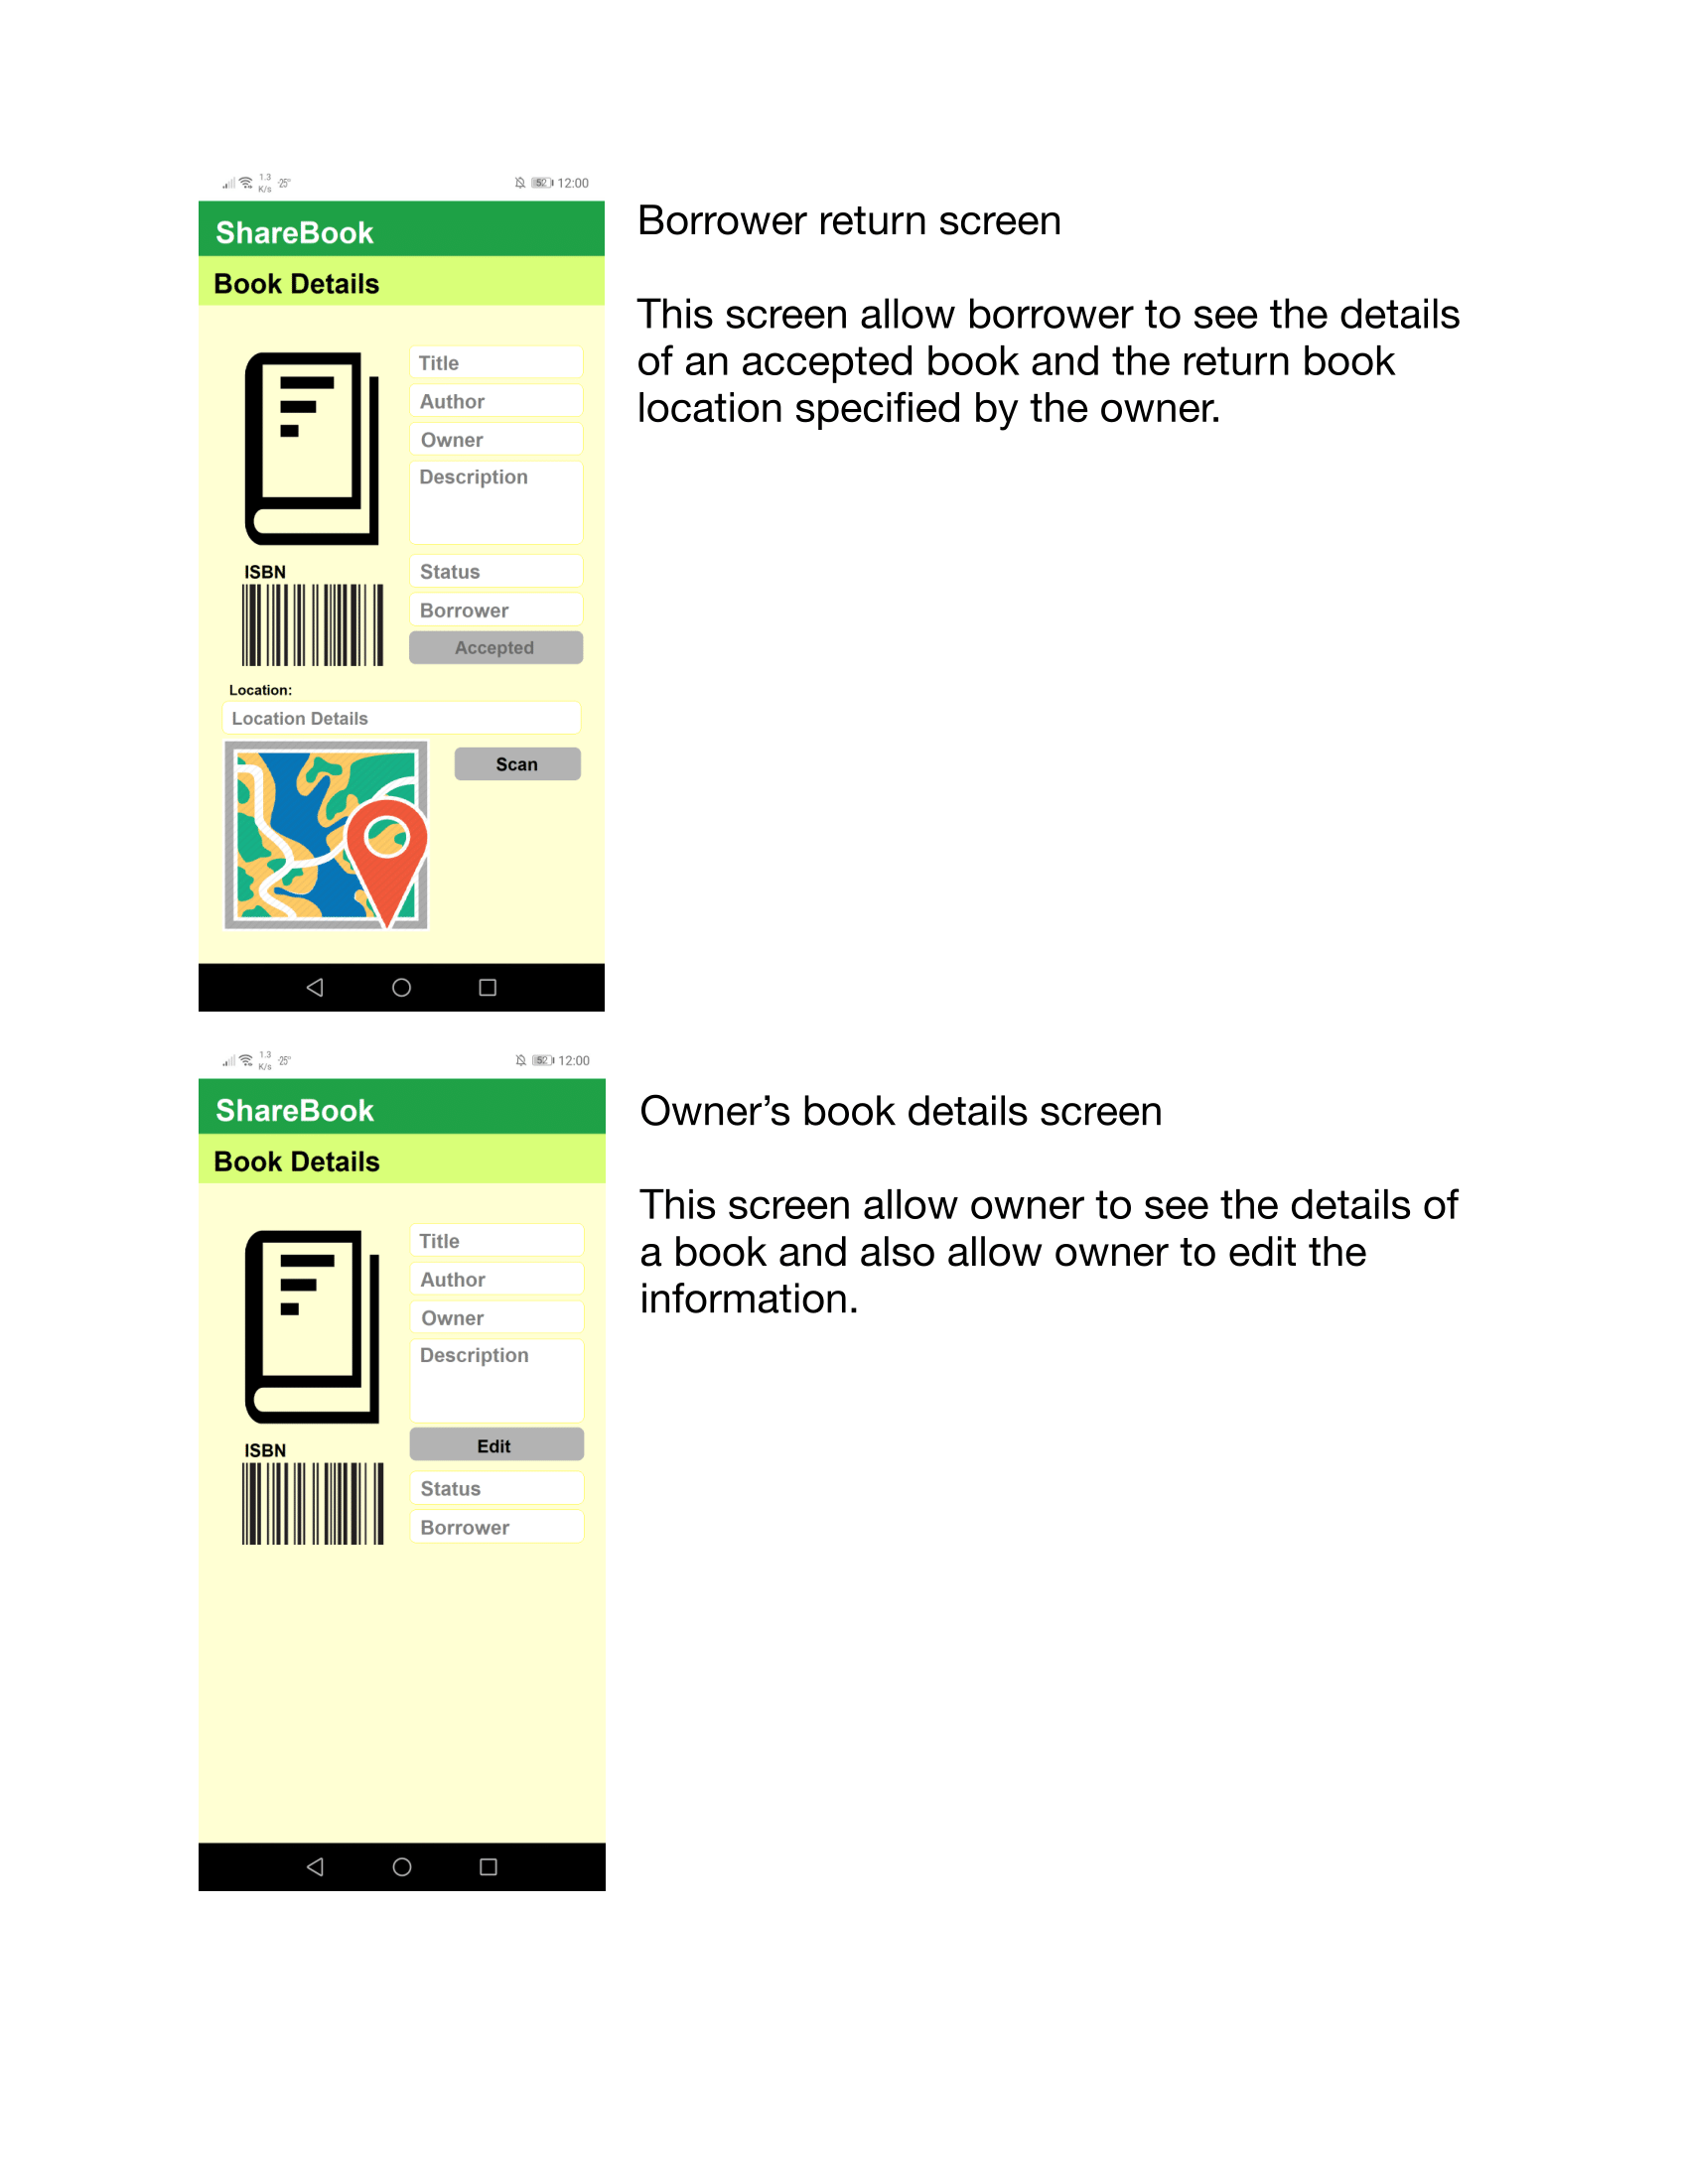 1.3
K/s
-25°
52
12:00
ShareBook
Book Details
Title
Author
Owner
Description
ISBN
Status
Borrower
Accepted
Location:
Location Details
Scan
Borrower return screen
This screen allow borrower to see the details
of an accepted book and the return book
location specified by the owner.
1.3
K/s
-25°
52
12:00
ShareBook
Book Details
Title
Author
Owner
Description
Edit
ISBN
Status
Borrower
Owner’s book details screen
This screen allow owner to see the details of
a book and also allow owner to edit the
information.